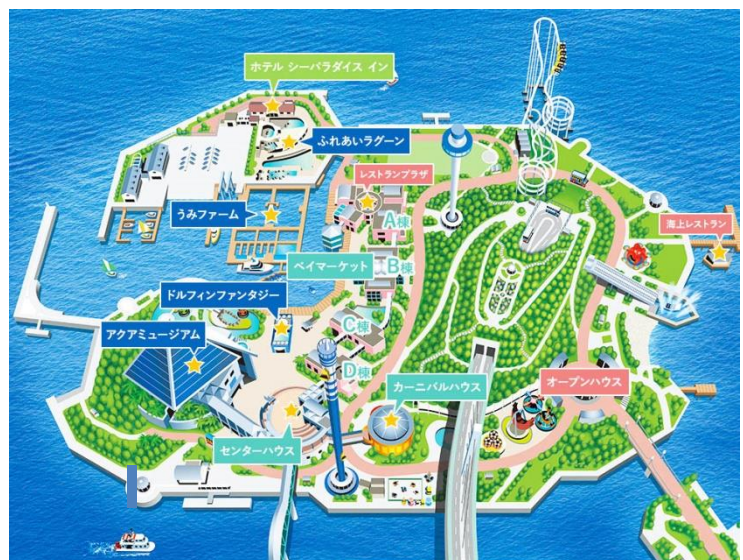 ホテル シーパラダイス イン
ふれあいラグーン
レストランプラザ
うみファーム
A棟
海上レストラン
ベイマーケット
B棟
ドルフィンファンタジー
アクアミュージアム
C棟
D棟
カーニバルハウス
オープンハウス
センターハウス